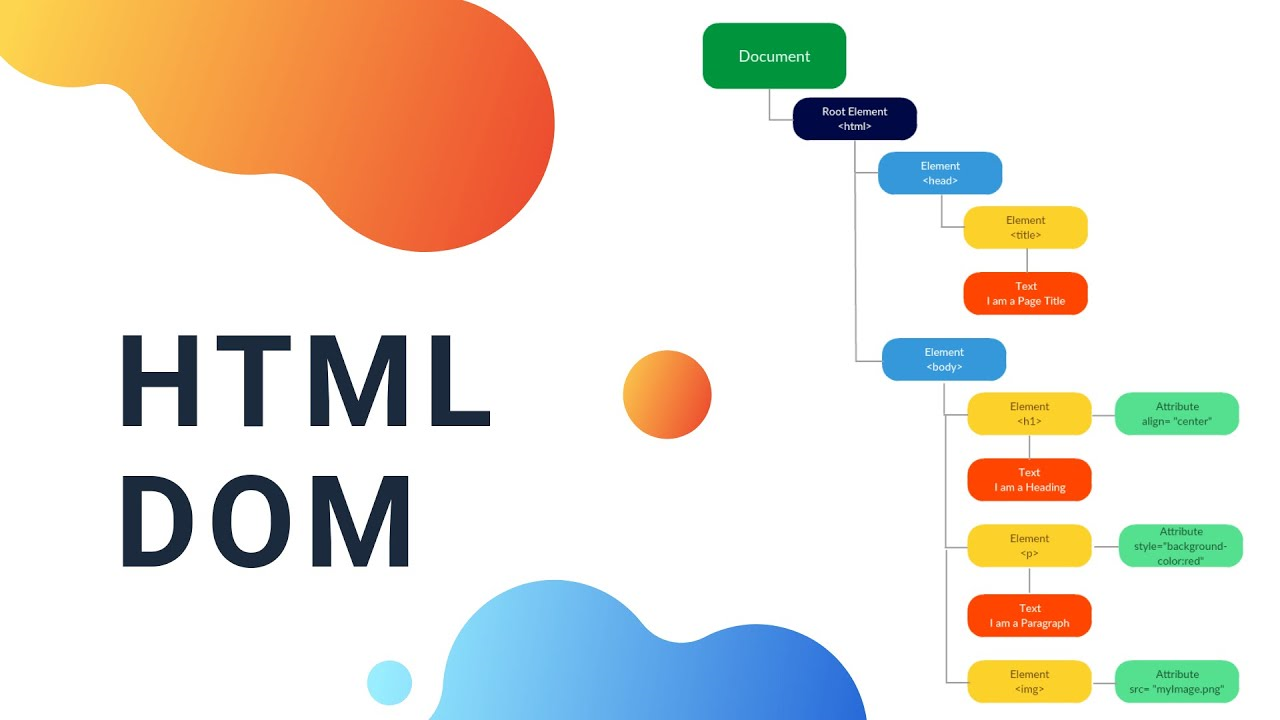 HTML
DOM
Document
Root Element
<html>
Element
<head>
Element
<title>
Text
I am a Page Title
Element
<body>
Element
<h1>
Attribute
align= "center"
Text
I am a Heading
Element
<p>
Attribute
style="background-
color:red"
Text
I am a Paragraph
Element
<img>
Attribute
src= "myImage.png"